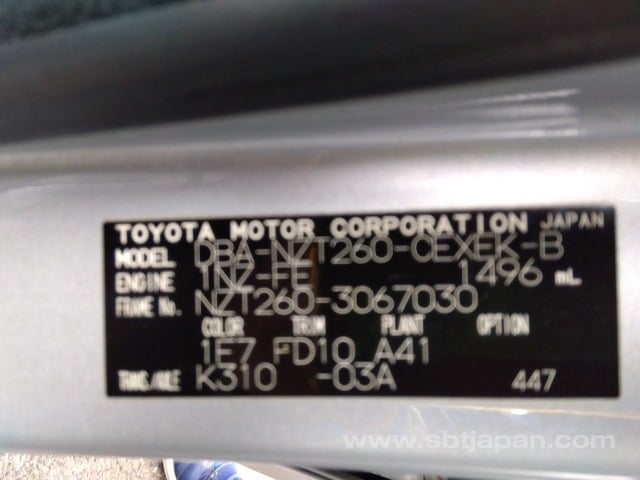 TOYOTA MOTOR CORPORATION JAPAN
MODEL DBA-NZT260-CEXEK-B
ENGINE 1NZ-FE 1496 mL
FRAME No. NZT260-3067030
COLOR TRIM PLANT OPTION
1E7 FD10 A41
TRANS/AXLE K310 -03A 447
www.sbtjapan.com